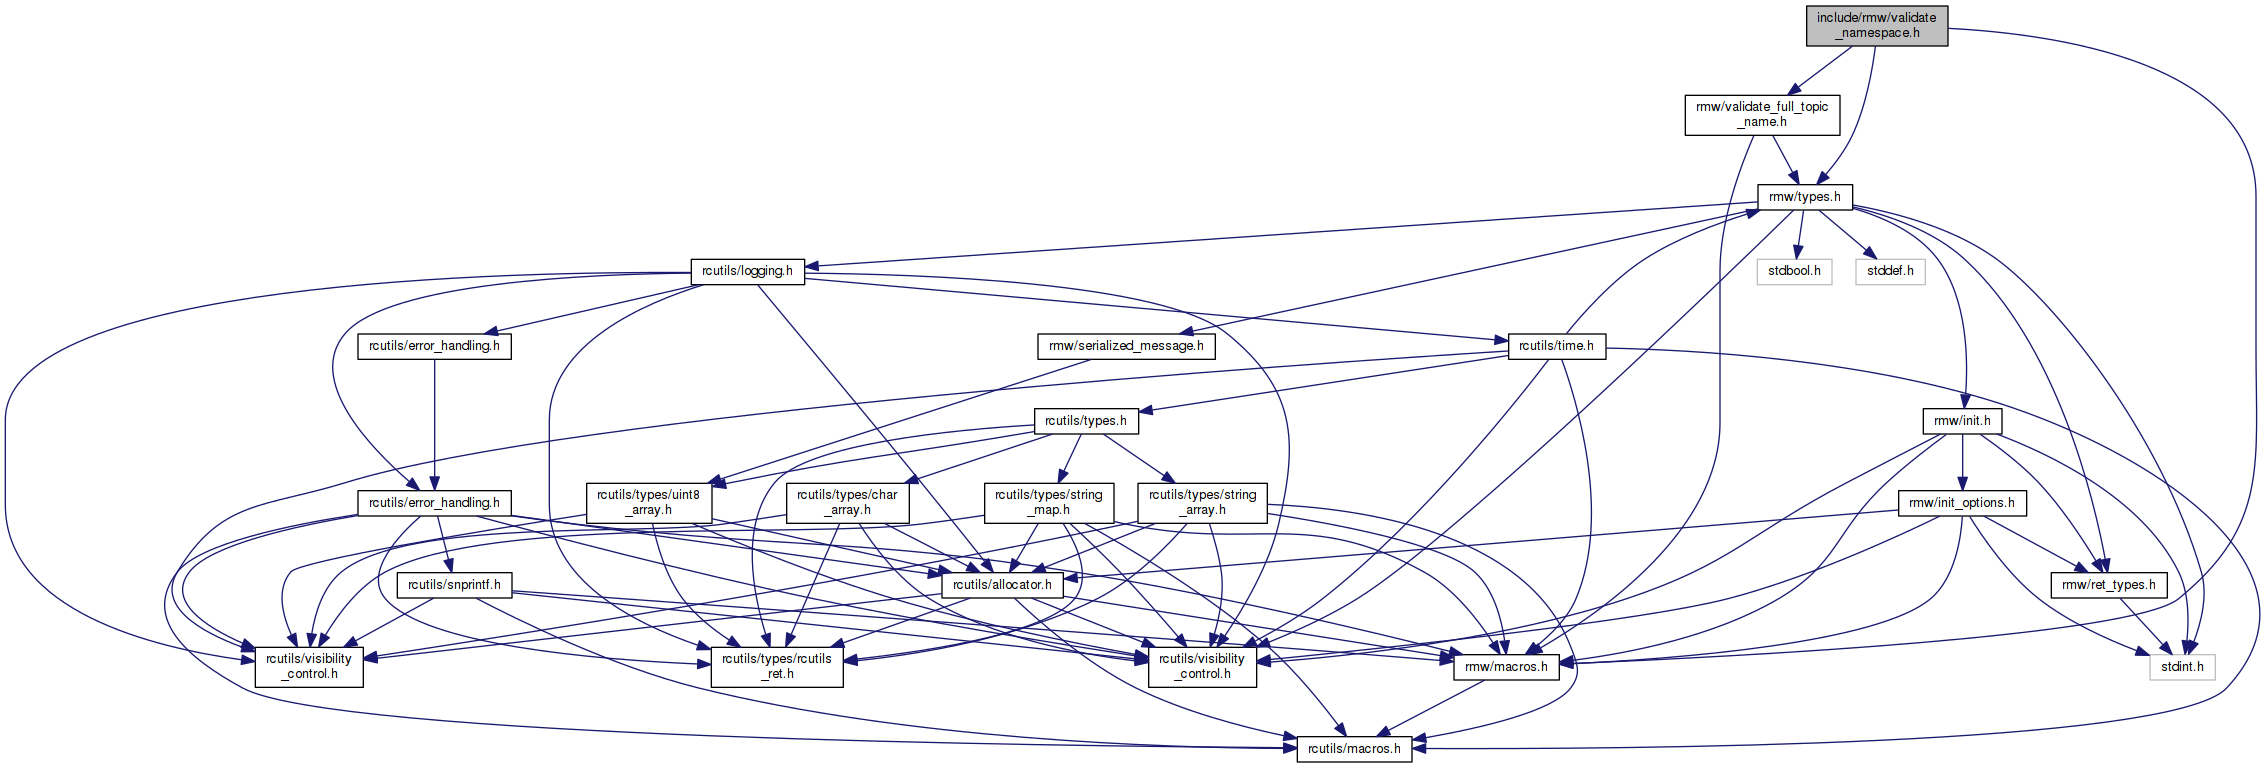 include/rmw/validate
_namespace.h
rmw/validate_full_topic
_name.h
rmw/types.h
rcutils/logging.h
stdbool.h
stddef.h
rcutils/error_handling.h
rmw/serialized_message.h
rcutils/time.h
rcutils/types.h
rmw/init.h
rcutils/error_handling.h
rcutils/types/uint8
_array.h
rcutils/types/char
_array.h
rcutils/types/string
_map.h
rcutils/types/string
_array.h
rmw/init_options.h
rcutils/snprintf.h
rcutils/allocator.h
rmw/ret_types.h
rcutils/visibility
_control.h
rcutils/types/rcutils
_ret.h
rcutils/visibility
_control.h
rmw/macros.h
stdint.h
rcutils/macros.h